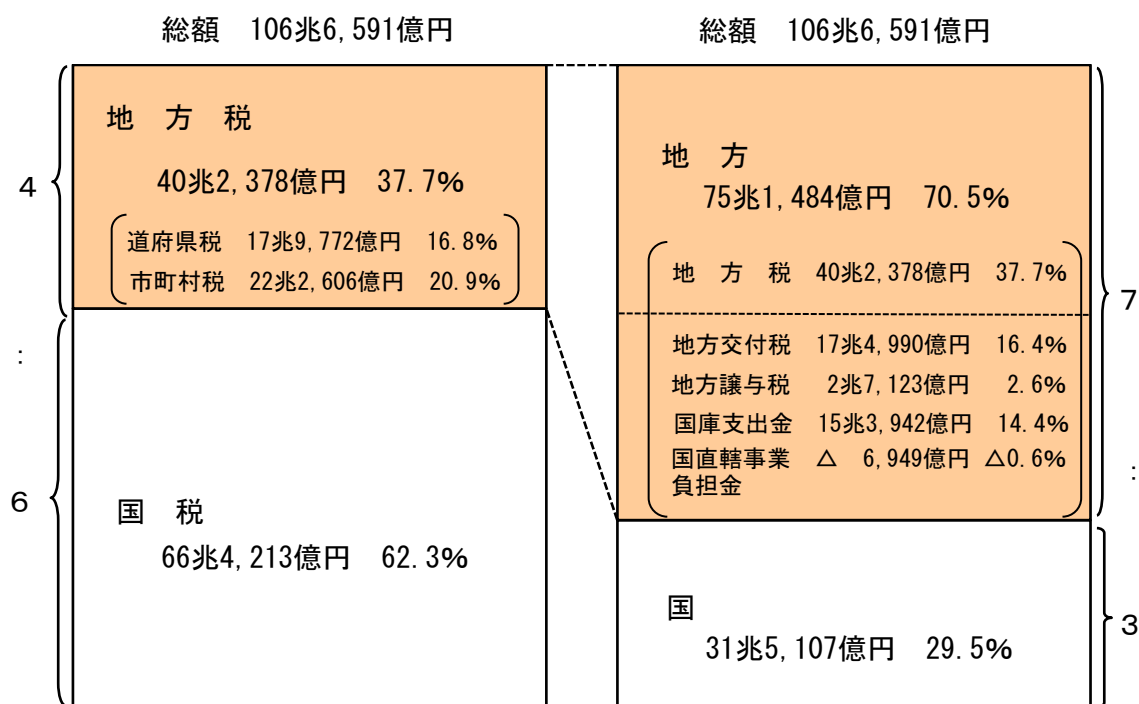 総額 106兆6,591億円
地 方 税
40兆2,378億円 37.7%
道府県税 17兆9,772億円 16.8%
市町村税 22兆2,606億円 20.9%
4
:
6
国 税
66兆4,213億円 62.3%
総額 106兆6,591億円
地 方
75兆1,484億円 70.5%
地 方 税 40兆2,378億円 37.7%
地方交付税 17兆4,990億円 16.4%
地方譲与税 2兆7,123億円 2.6%
国庫支出金 15兆3,942億円 14.4%
国直轄事業 △ 6,949億円 △0.6%
負担金
7
:
3
国
31兆5,107億円 29.5%